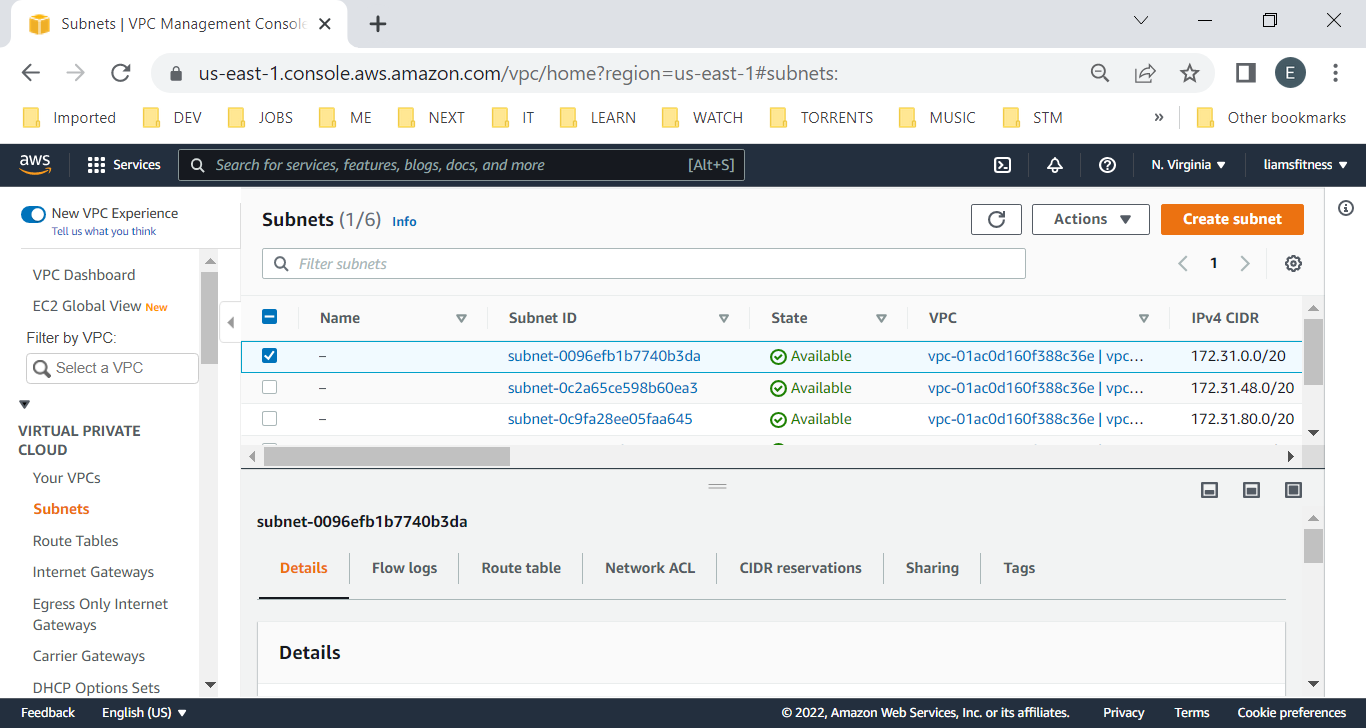 Subnets | VPC Management Console
us-east-1.console.aws.amazon.com/vpc/home?region=us-east-1#subnets:
E
Imported DEV JOBS ME NEXT IT LEARN WATCH TORRENTS MUSIC STM » Other bookmarks
aws Services Search for services, features, blogs, docs, and more [Alt+S] N. Virginia liamsfitness
New VPC Experience
Tell us what you think
VPC Dashboard
EC2 Global View New
Filter by VPC:
Select a VPC
VIRTUAL PRIVATE
CLOUD
Your VPCs
Subnets
Route Tables
Internet Gateways
Egress Only Internet
Gateways
Carrier Gateways
DHCP Options Sets
Subnets (1/6) Info
Actions
Create subnet
Filter subnets
1
Name Subnet ID State VPC IPv4 CIDR
– subnet-0096efb1b7740b3da Available vpc-01ac0d160f388c36e | vpc... 172.31.0.0/20
– subnet-0c2a65ce598b60ea3 Available vpc-01ac0d160f388c36e | vpc... 172.31.48.0/20
– subnet-0c9fa28ee05faa645 Available vpc-01ac0d160f388c36e | vpc... 172.31.80.0/20
subnet-0096efb1b7740b3da
Details Flow logs Route table Network ACL CIDR reservations Sharing Tags
Details
Feedback English (US) © 2022, Amazon Web Services, Inc. or its affiliates. Privacy Terms Cookie preferences